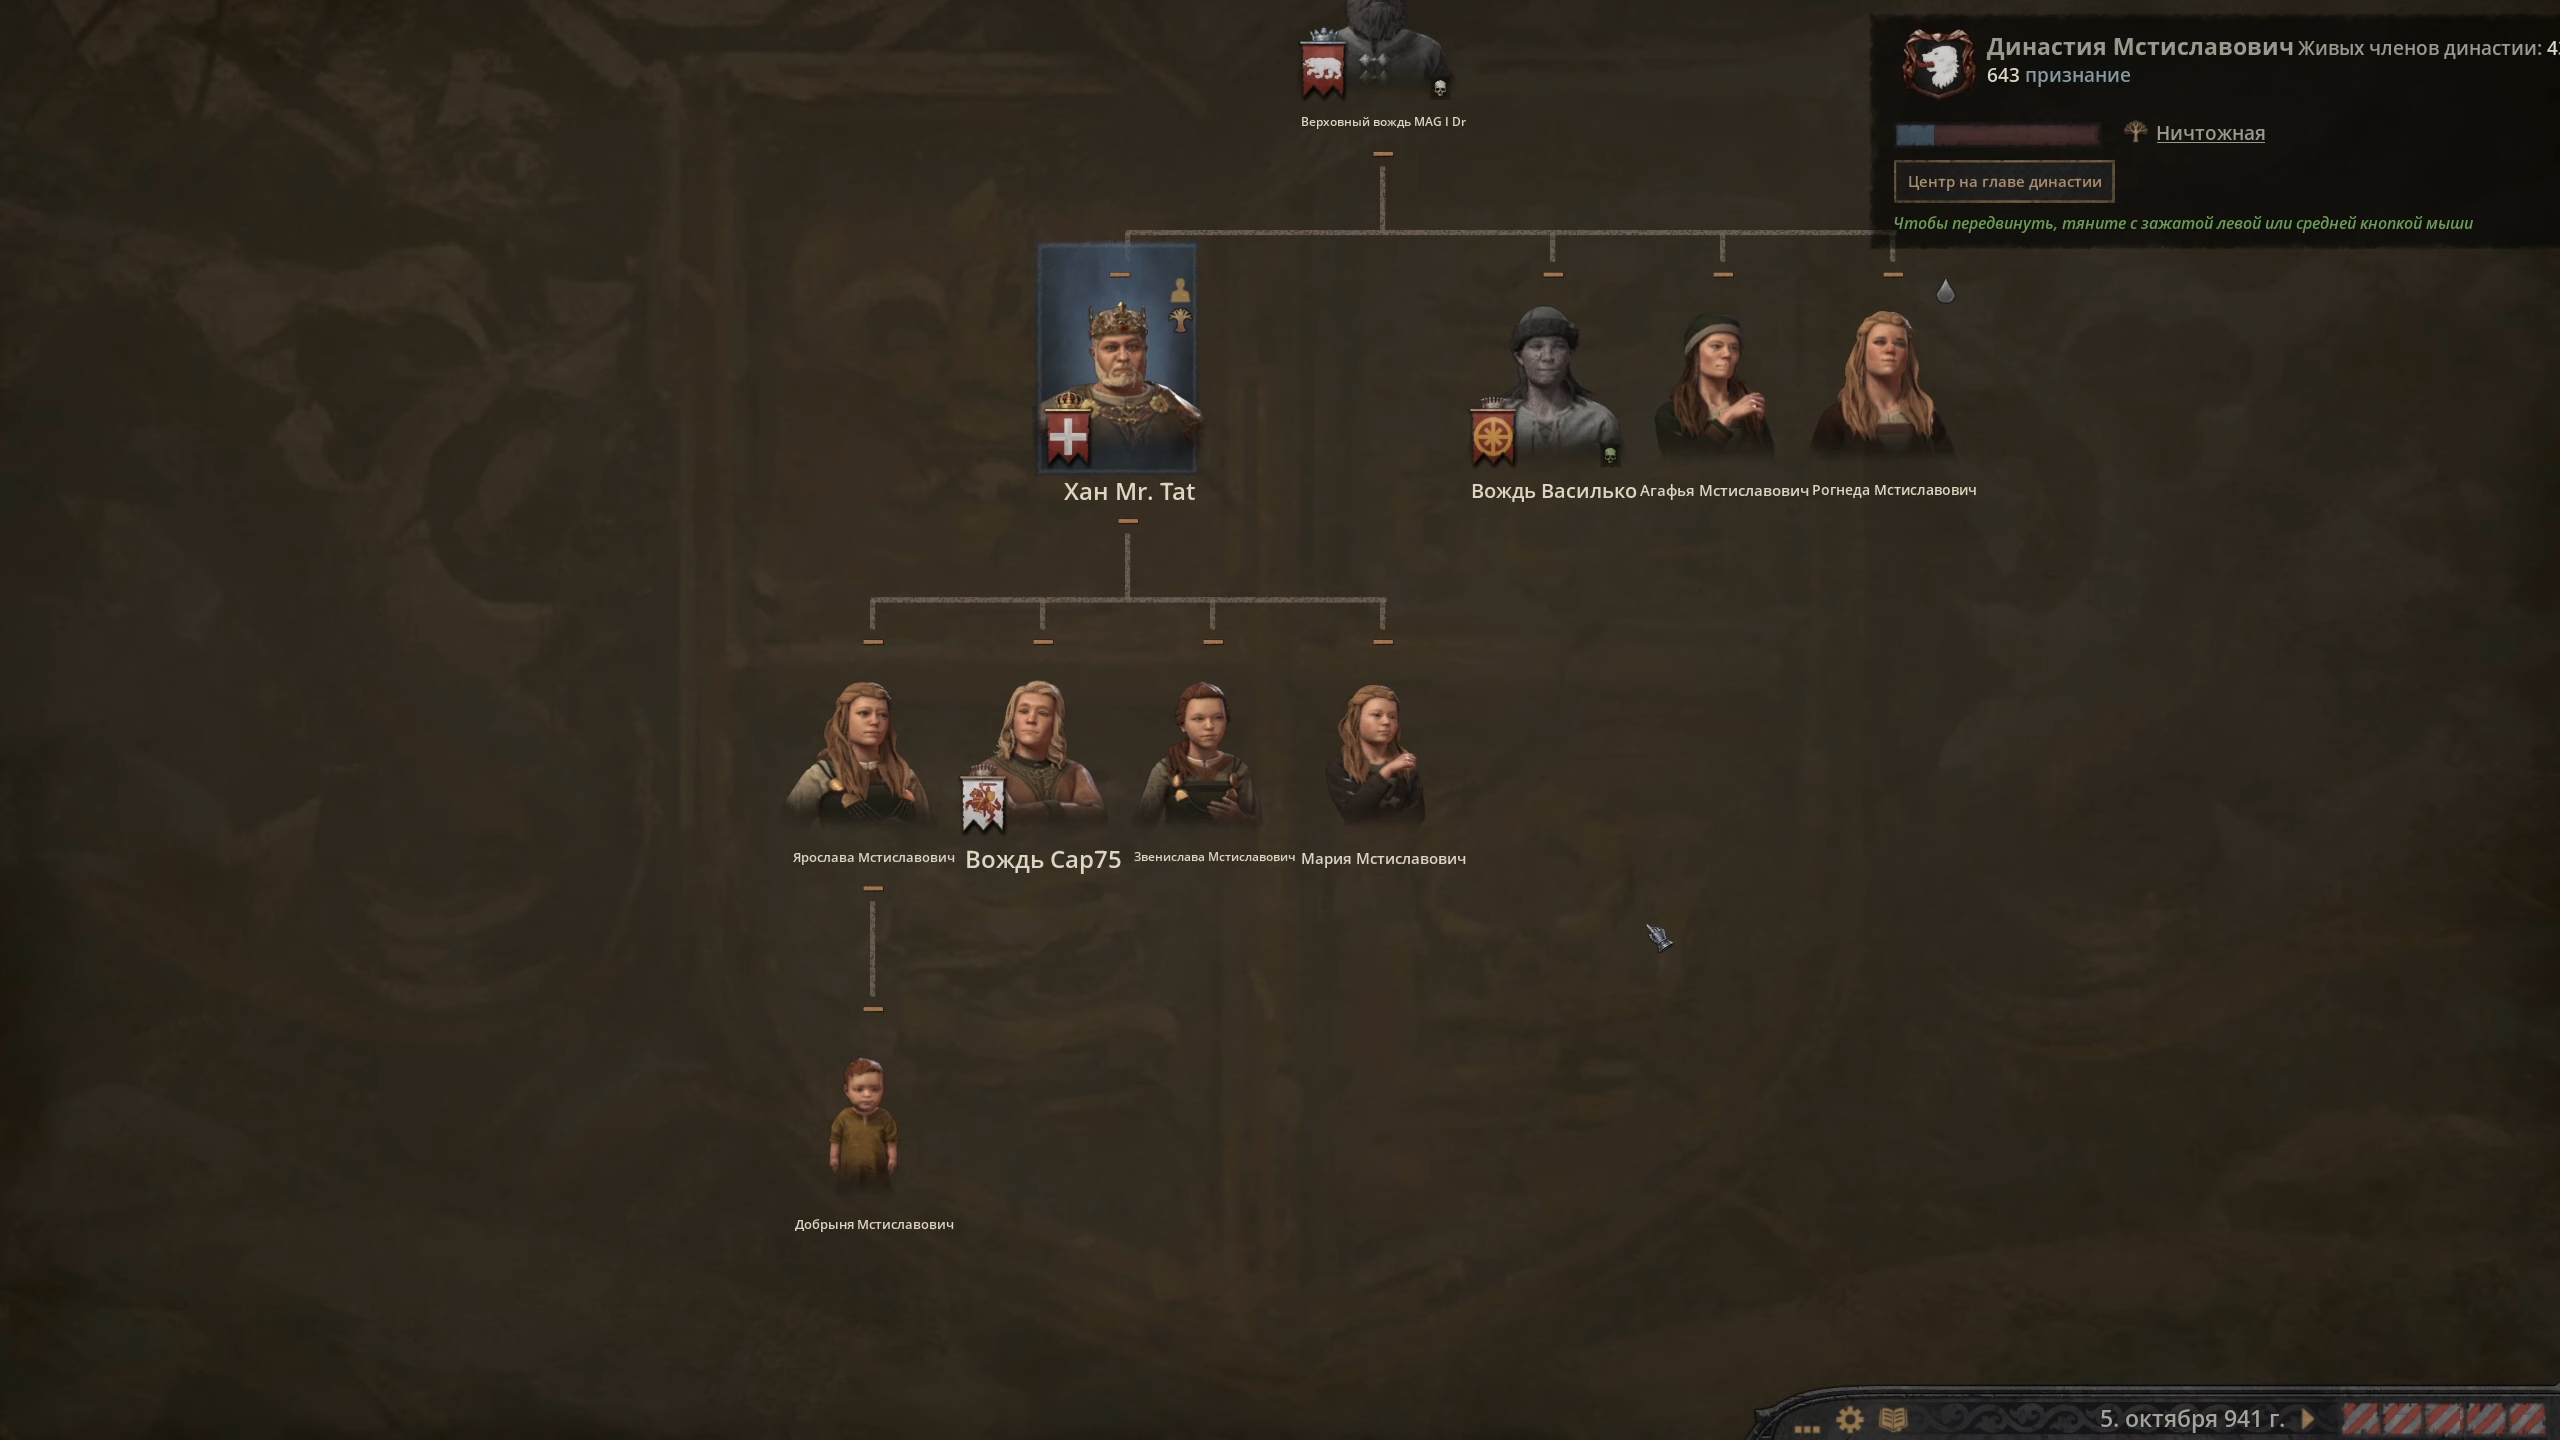 Династия Мстиславович Живых членов династии: 4
643 признание
Ничтожная
Центр на главе династии
Чтобы передвинуть, тяните с зажатой левой или средней кнопкой мыши
Верховный вождь MAG I Dr
Хан Mr. Tat
Вождь Василько
Агафья Мстиславович
Рогнеда Мстиславович
Ярослава Мстиславович
Вождь Cap75
Звенислава Мстиславович
Мария Мстиславович
Добрыня Мстиславович
5. октября 941 г.